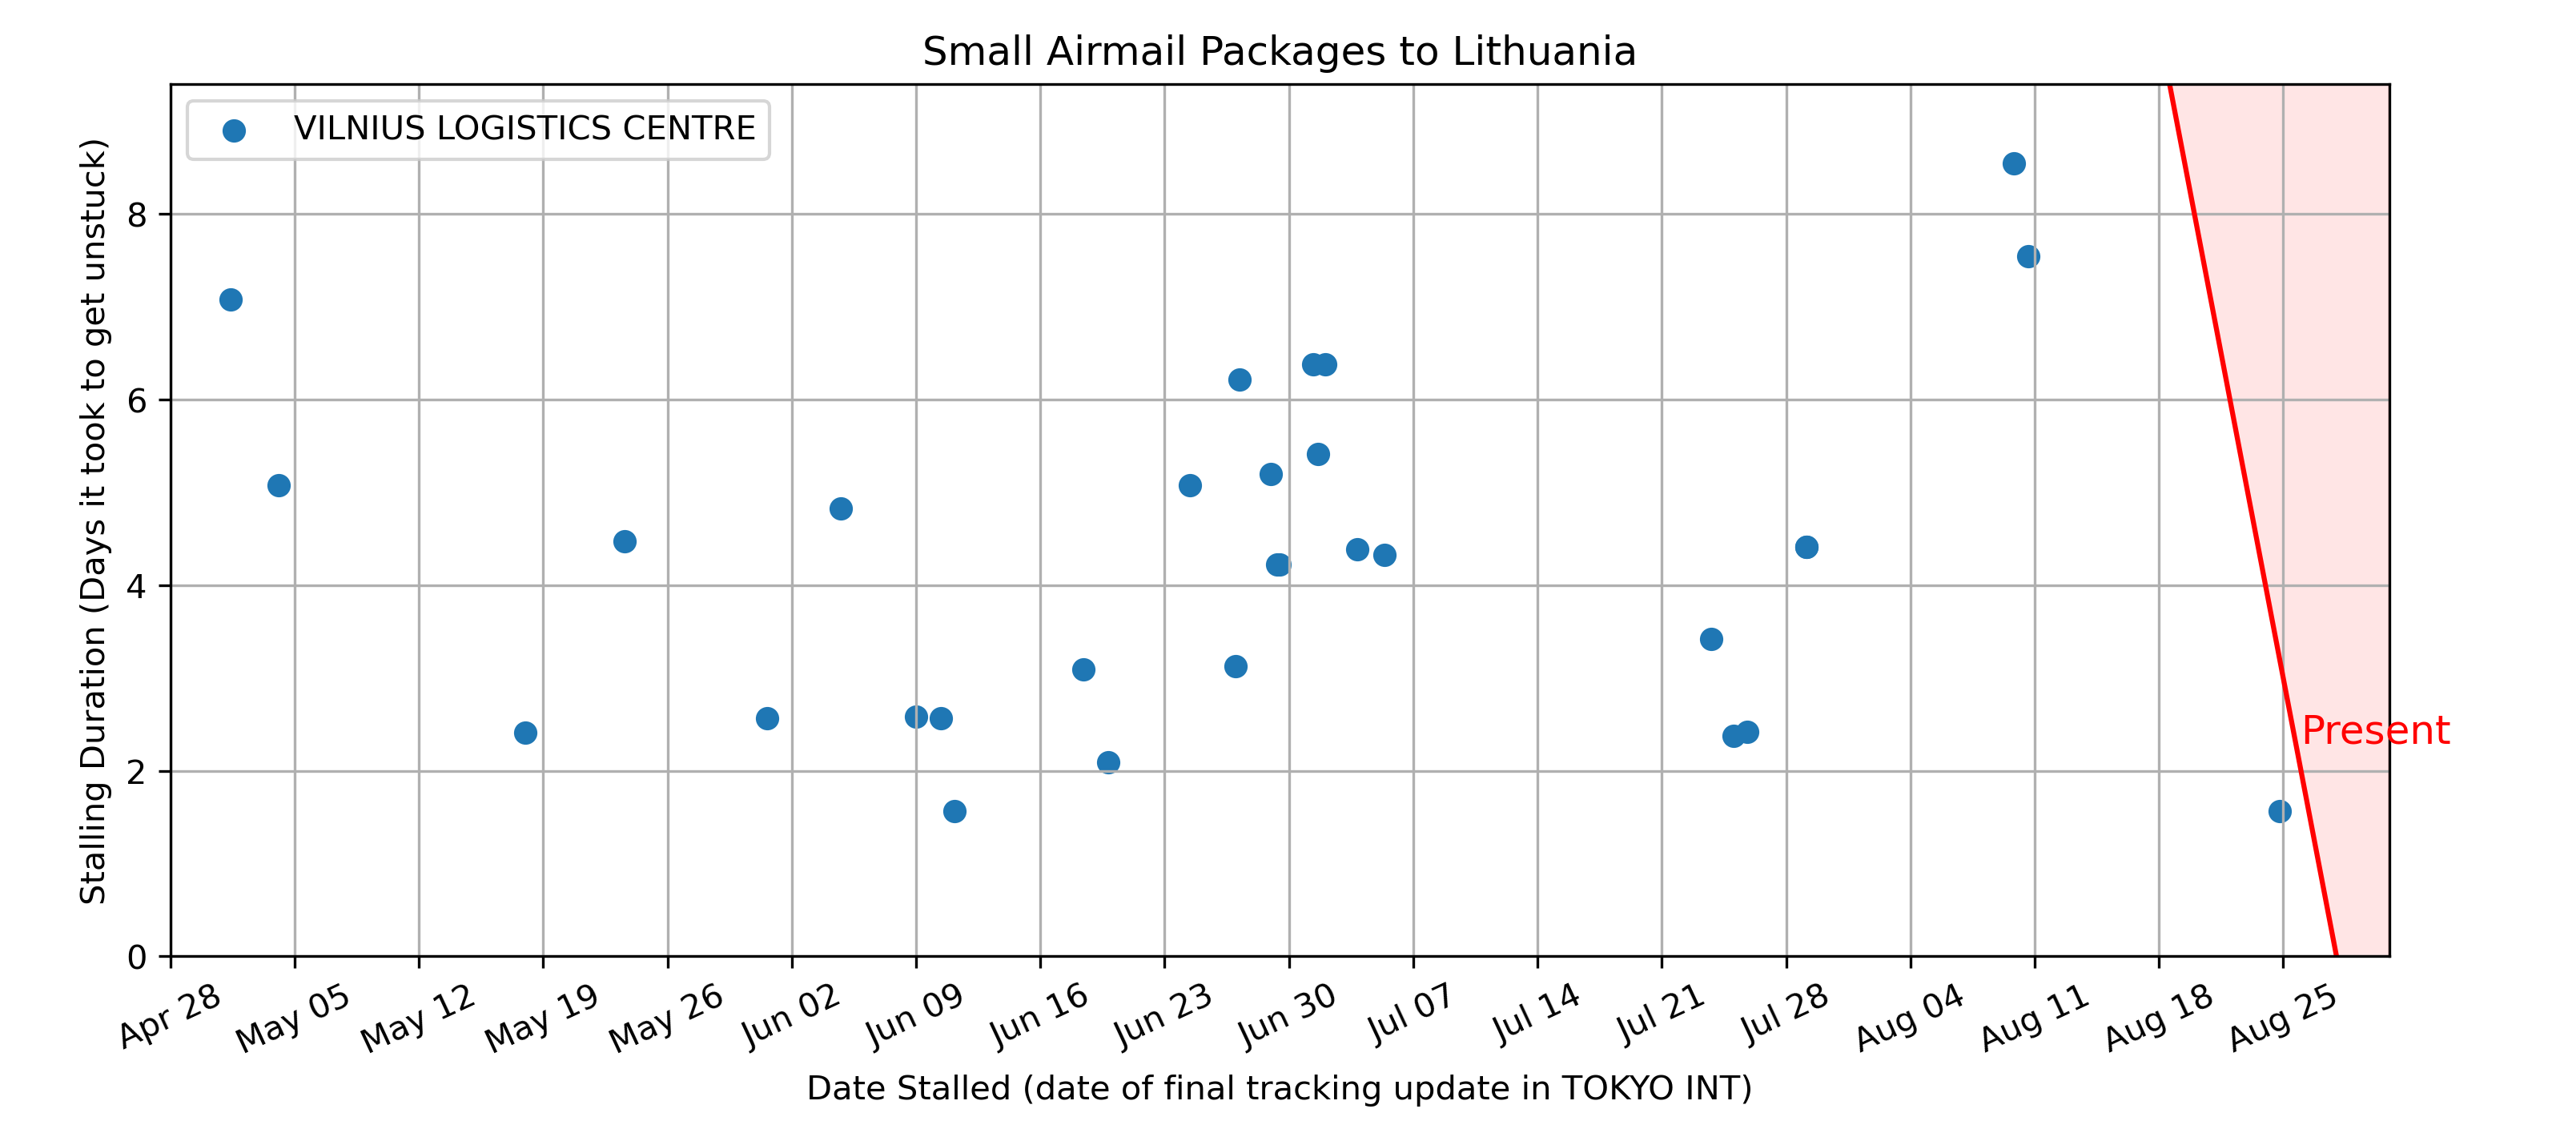 Small Airmail Packages to Lithuania
VILNIUS LOGISTICS CENTRE
Stalling Duration (Days it took to get unstuck)
8
6
4
2
0
Present
Apr 28
May 05
May 12
May 19
May 26
Jun 02
Jun 09
Jun 16
Jun 23
Jun 30
Jul 07
Jul 14
Jul 21
Jul 28
Aug 04
Aug 11
Aug 18
Aug 25
Date Stalled (date of final tracking update in TOKYO INT)